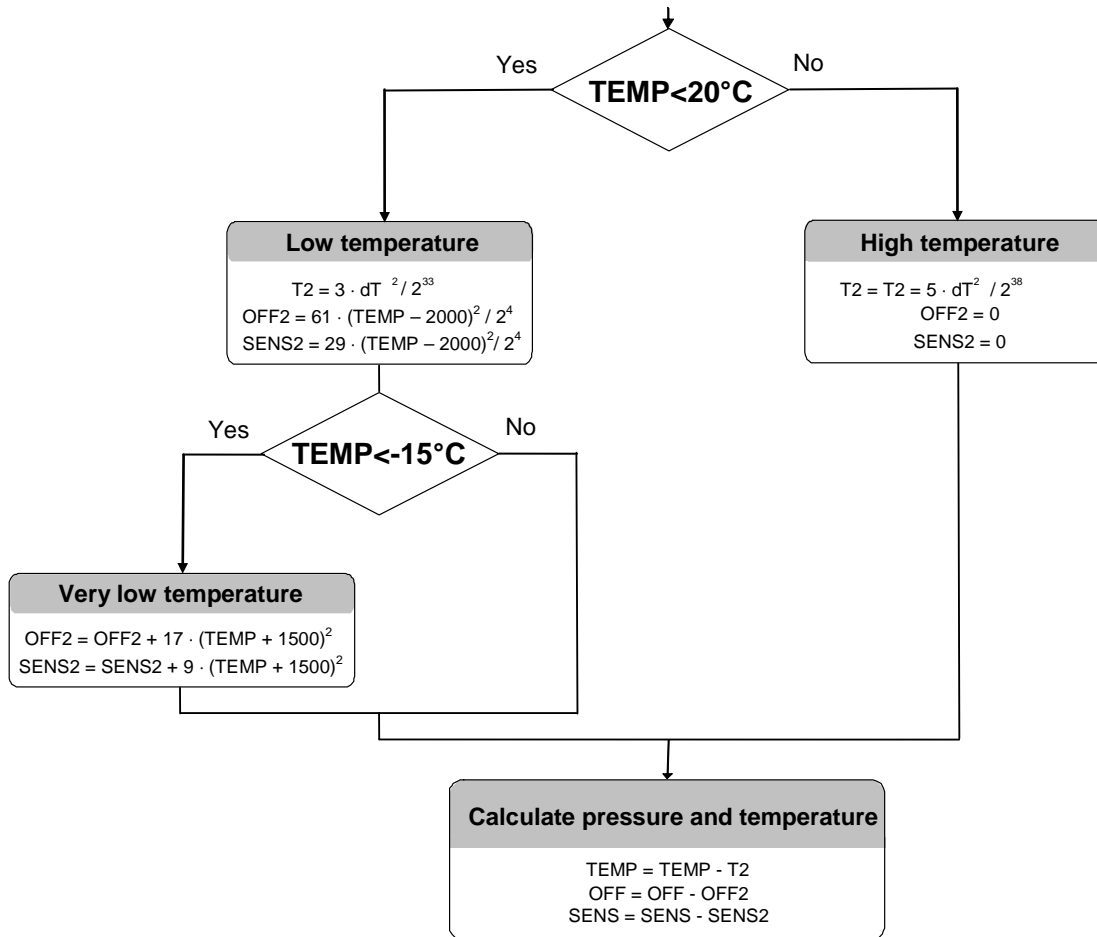 Yes
TEMP<20°C
No
Low temperature
T2 = 3 · dT ² / 2³³
OFF2 = 61 · (TEMP – 2000)² / 2⁴
SENS2 = 29 · (TEMP – 2000)²/ 2⁴
High temperature
T2 = T2 = 5 · dT² / 2³⁸
OFF2 = 0
SENS2 = 0
Yes
TEMP<-15°C
No
Very low temperature
OFF2 = OFF2 + 17 · (TEMP + 1500)²
SENS2 = SENS2 + 9 · (TEMP + 1500)²
Calculate pressure and temperature
TEMP = TEMP - T2
OFF = OFF - OFF2
SENS = SENS - SENS2